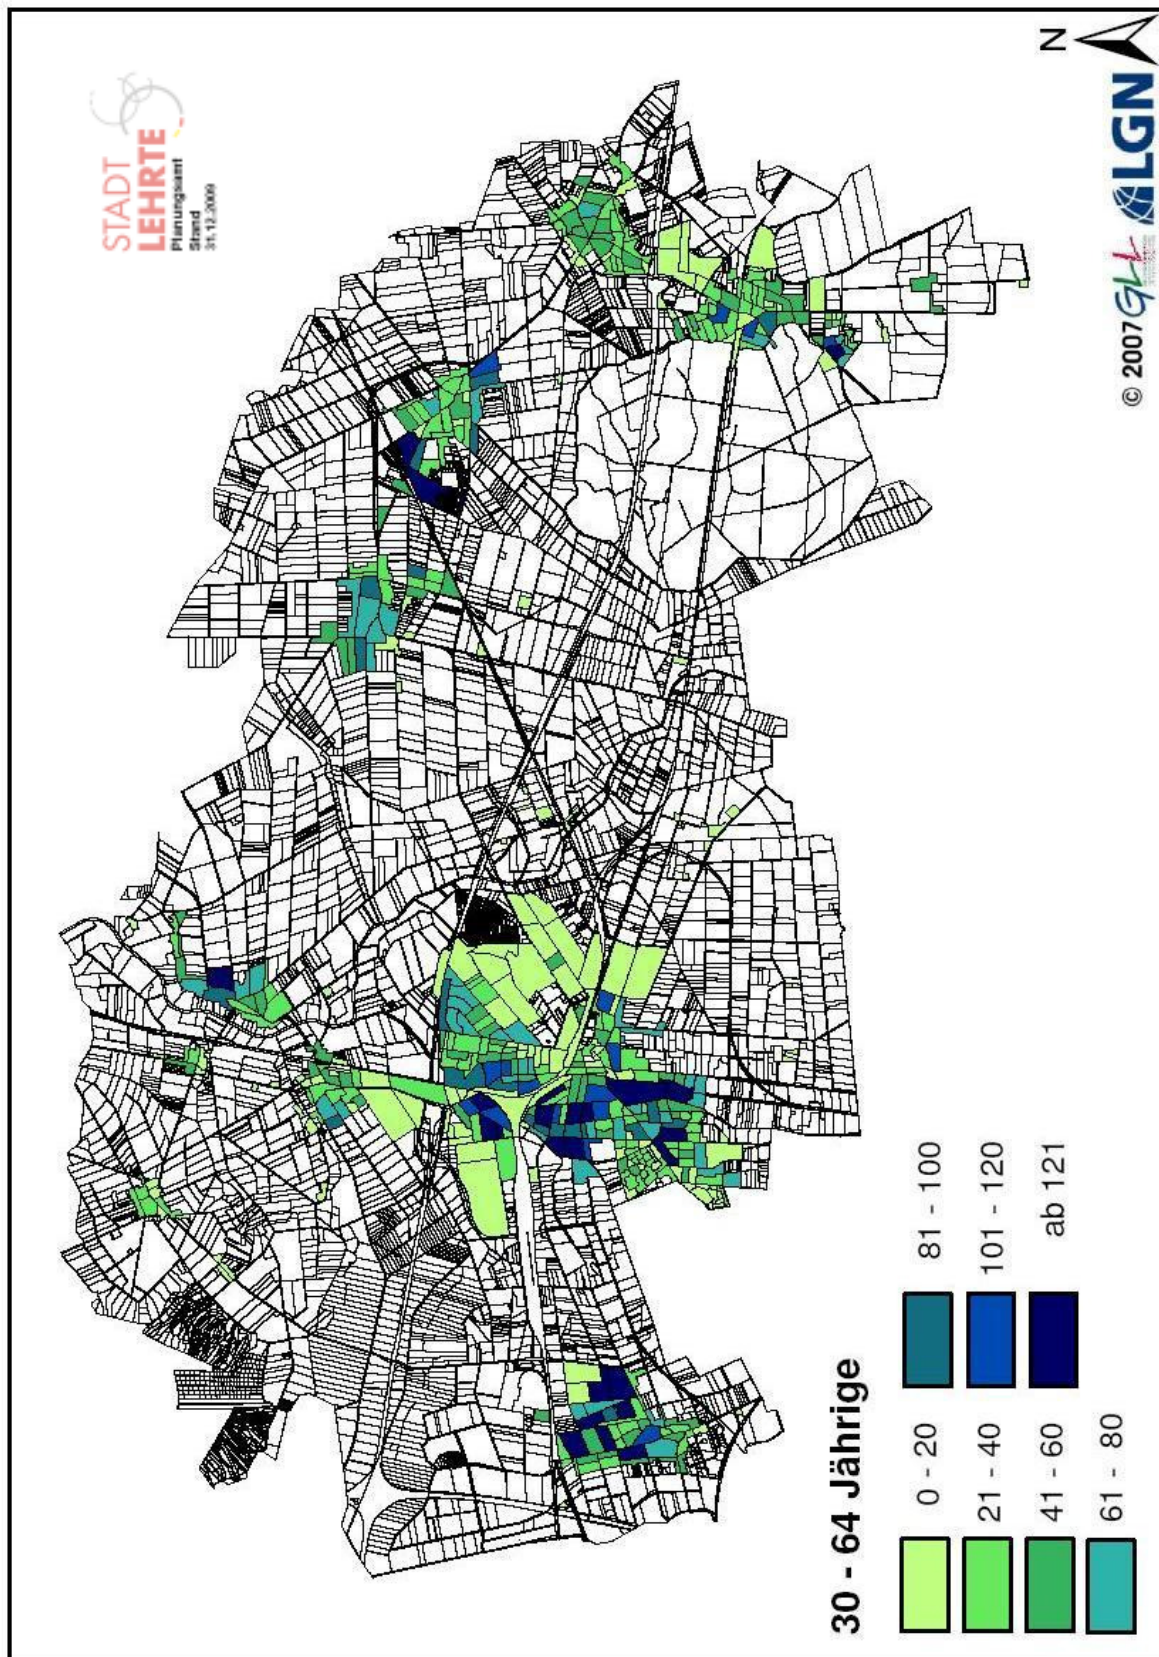 STADT
LEHRTE
Planungsamt
Stand
31.12.2009
N
30 - 64 Jährige
0 - 20
21 - 40
41 - 60
61 - 80
81 - 100
101 - 120
ab 121
© 2007 GLL LGN